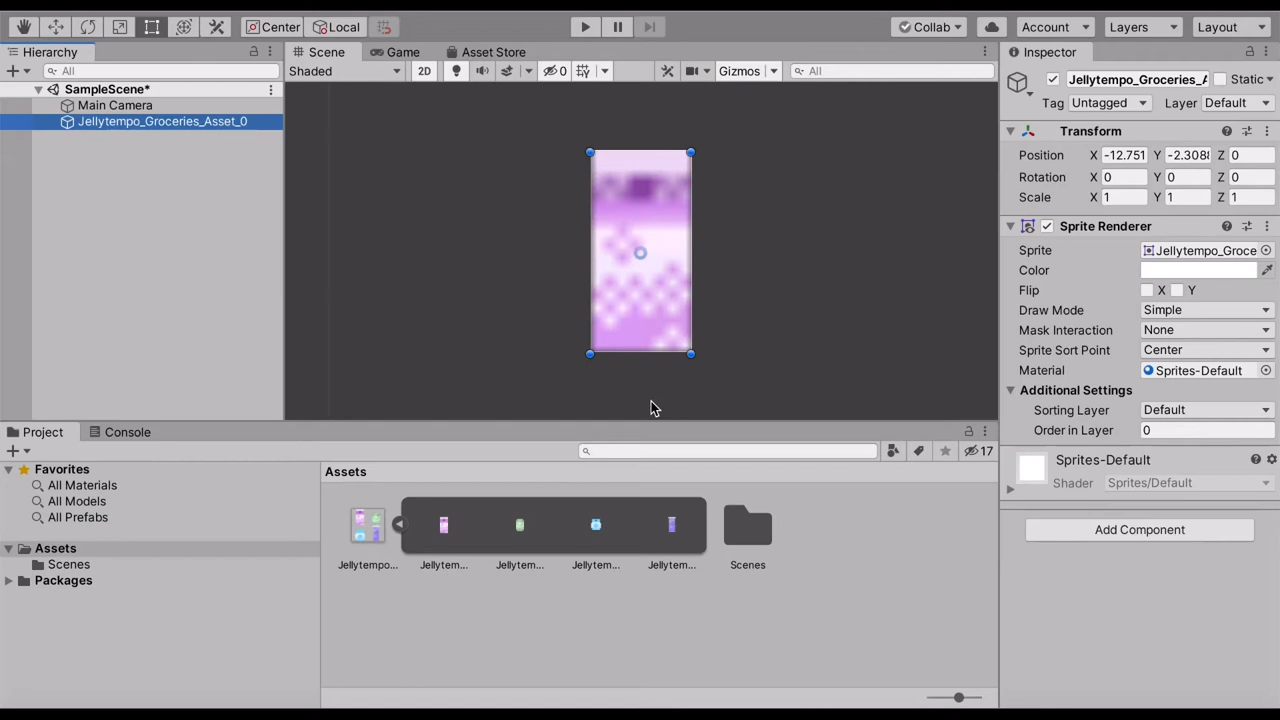 Center Local Collab Account Layers Layout
Hierarchy
All
SampleScene*
Main Camera
Jellytempo_Groceries_Asset_0
Scene Game Asset Store
Shaded 2D 0 Gizmos All
Inspector
Jellytempo_Groceries_A Static
Tag Untagged Layer Default
Transform
Position X -12.751 Y -2.308 Z 0
Rotation X 0 Y 0 Z 0
Scale X 1 Y 1 Z 1
Sprite Renderer
Sprite Jellytempo_Groce
Color
Flip X Y
Draw Mode Simple
Mask Interaction None
Sprite Sort Point Center
Material Sprites-Default
Additional Settings
Sorting Layer Default
Order in Layer 0
Sprites-Default
Shader Sprites/Default
Add Component
Project Console
17
Favorites
All Materials
All Models
All Prefabs
Assets
Scenes
Packages
Assets
Jellytempo... Jellytem... Jellytem... Jellytem... Jellytem... Scenes